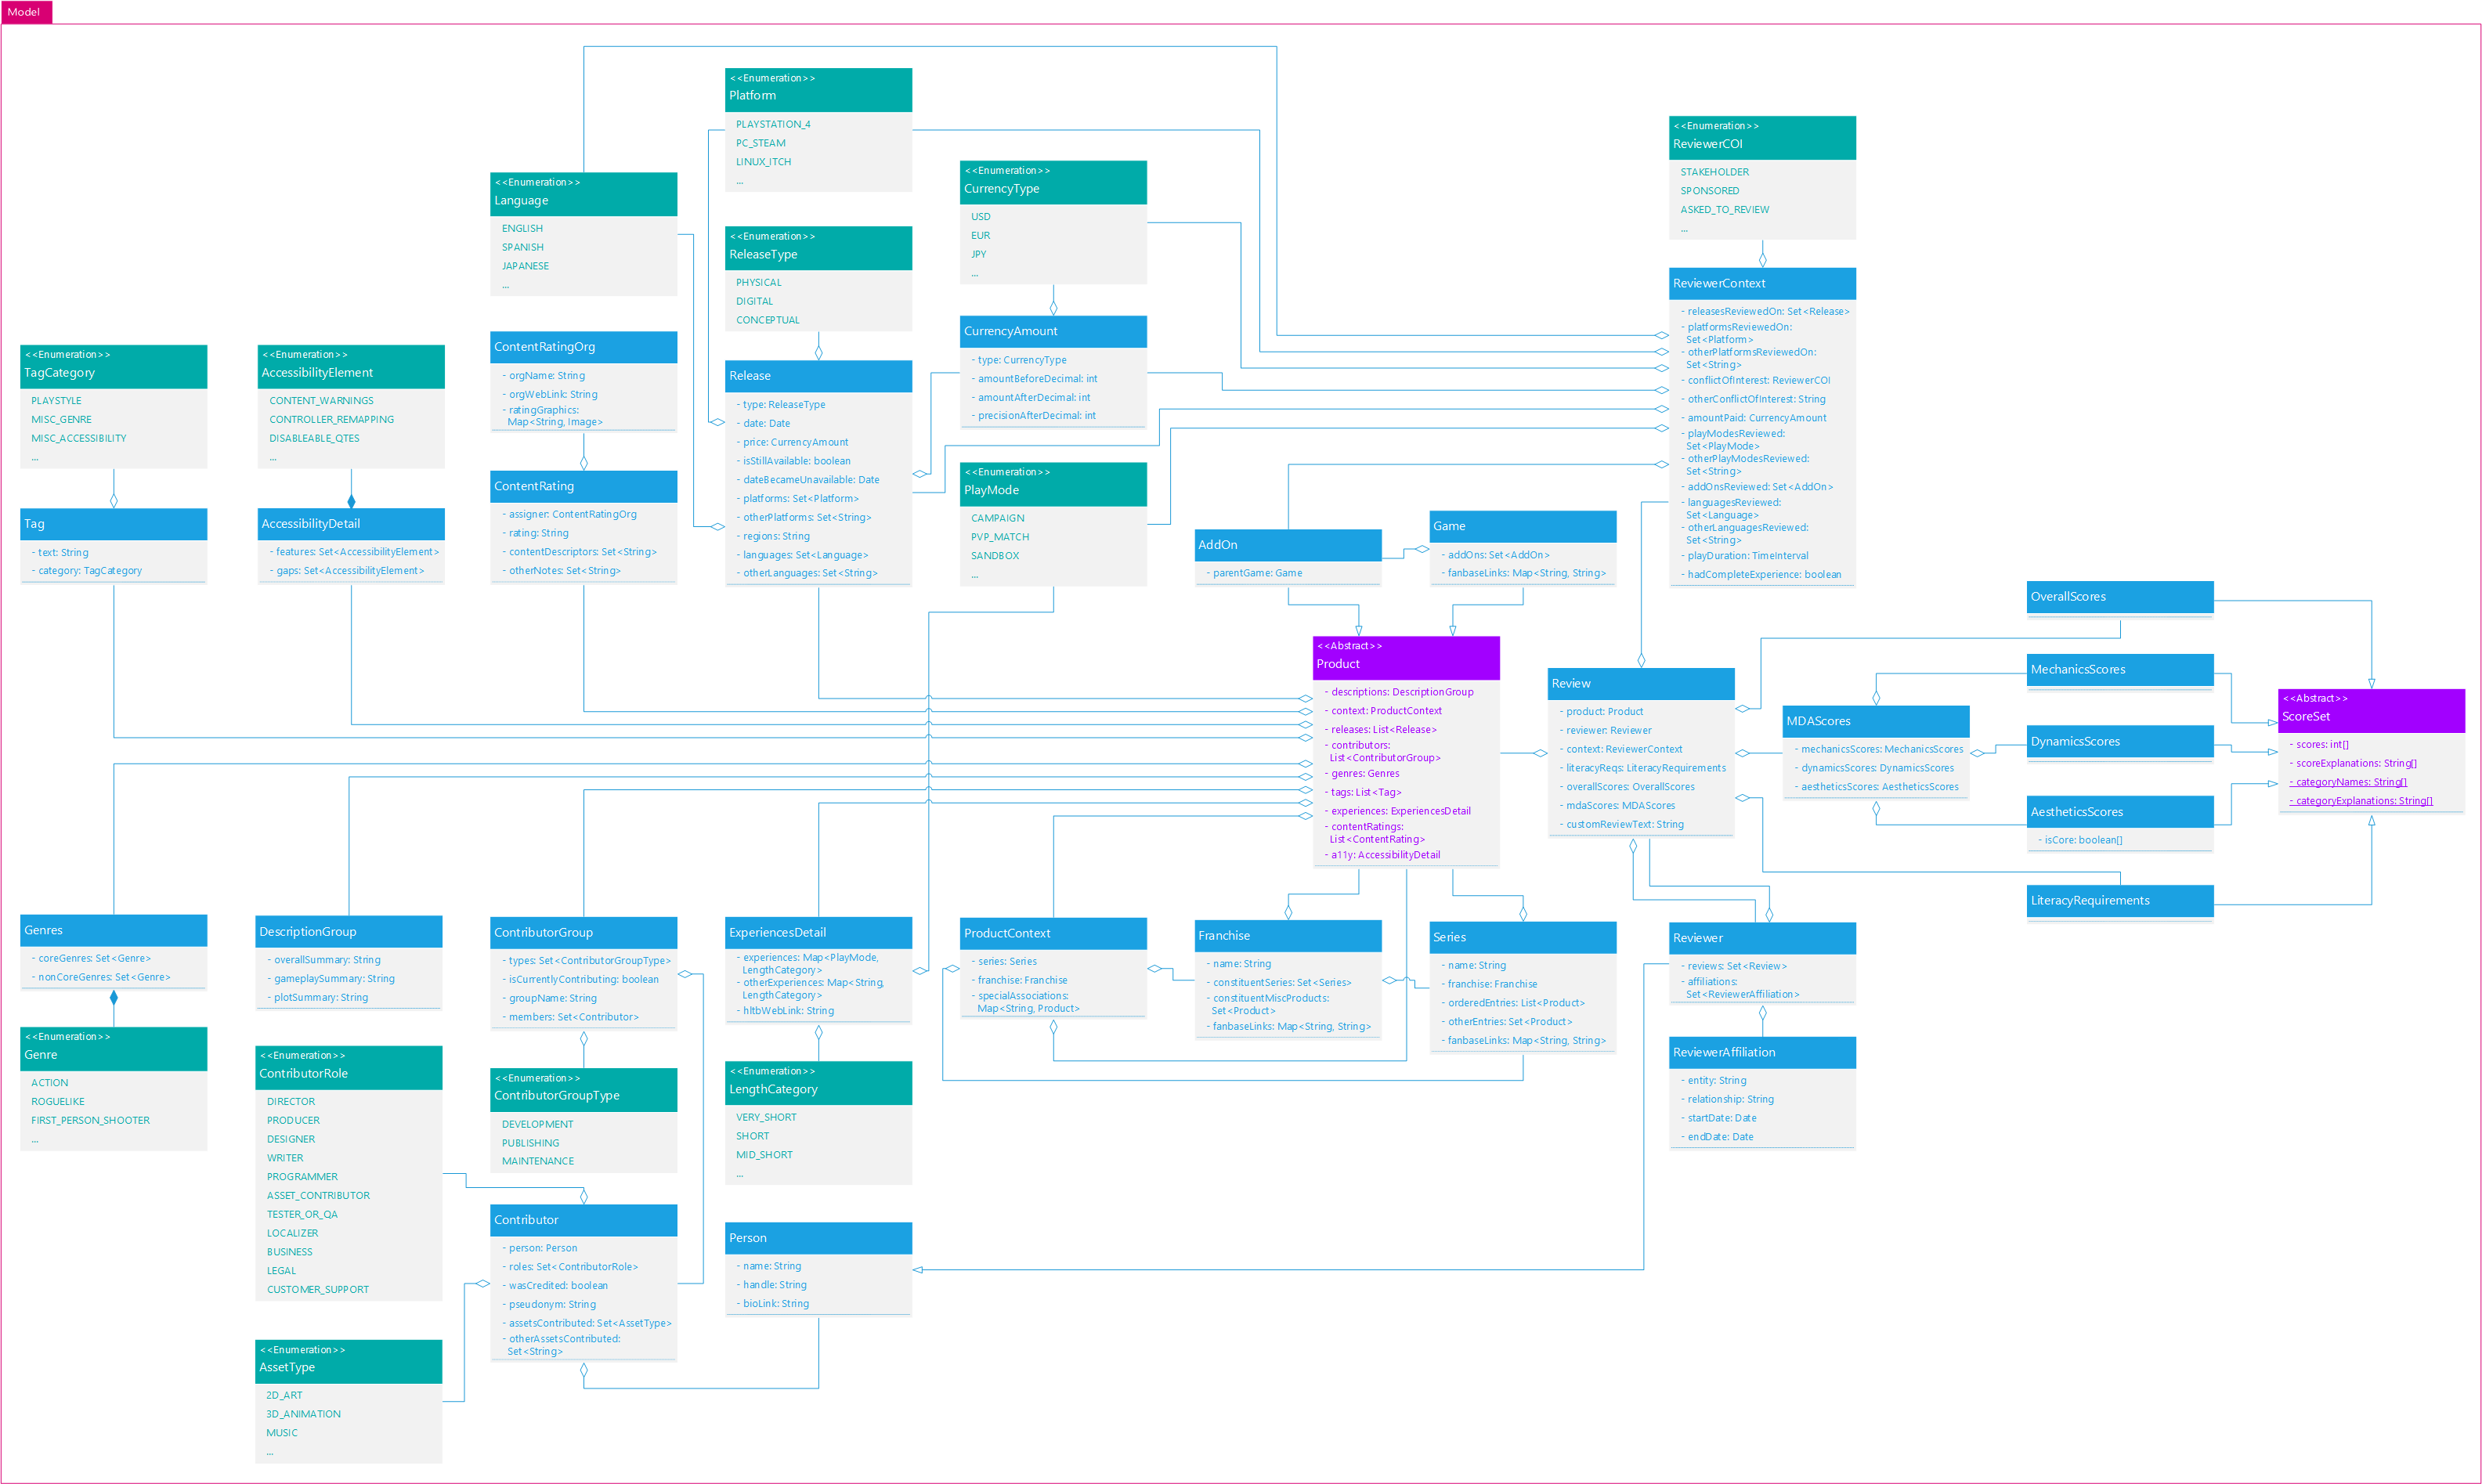 Model
<<Enumeration>>
Platform
PLAYSTATION_4
PC_STEAM
LINUX_ITCH
...
<<Enumeration>>
ReviewerCOI
STAKEHOLDER
SPONSORED
ASKED_TO_REVIEW
...
<<Enumeration>>
Language
ENGLISH
SPANISH
JAPANESE
...
<<Enumeration>>
CurrencyType
USD
EUR
JPY
...
<<Enumeration>>
ReleaseType
PHYSICAL
DIGITAL
CONCEPTUAL
ReviewerContext
- releasesReviewedOn: Set<Release>
- platformsReviewedOn:
Set<Platform>
- otherPlatformsReviewedOn:
Set<String>
- conflictOfInterest: ReviewerCOI
- otherConflictOfInterest: String
- amountPaid: CurrencyAmount
- playModesReviewed:
Set<PlayMode>
- otherPlayModesReviewed:
Set<String>
- addOnsReviewed: Set<AddOn>
- languagesReviewed:
Set<Language>
- otherLanguagesReviewed:
Set<String>
- playDuration: TimeInterval
- hadCompleteExperience: boolean
<<Enumeration>>
TagCategory
PLAYSTYLE
MISC_GENRE
MISC_ACCESSIBILITY
...
<<Enumeration>>
AccessibilityElement
CONTENT_WARNINGS
CONTROLLER_REMAPPING
DISABLEABLE_QTES
...
ContentRatingOrg
- orgName: String
- orgWebLink: String
- ratingGraphics:
Map<String, Image>
Release
- type: ReleaseType
- date: Date
- price: CurrencyAmount
- isStillAvailable: boolean
- dateBecameUnavailable: Date
- platforms: Set<Platform>
- otherPlatforms: Set<String>
- regions: String
- languages: Set<Language>
- otherLanguages: Set<String>
CurrencyAmount
- type: CurrencyType
- amountBeforeDecimal: int
- amountAfterDecimal: int
- precisionAfterDecimal: int
<<Enumeration>>
PlayMode
CAMPAIGN
PVP_MATCH
SANDBOX
...
Tag
- text: String
- category: TagCategory
AccessibilityDetail
- features: Set<AccessibilityElement>
- gaps: Set<AccessibilityElement>
ContentRating
- assigner: ContentRatingOrg
- rating: String
- contentDescriptors: Set<String>
- otherNotes: Set<String>
AddOn
- parentGame: Game
Game
- addOns: Set<AddOn>
- fanbaseLinks: Map<String, String>
<<Abstract>>
Product
- descriptions: DescriptionGroup
- context: ProductContext
- releases: List<Release>
- contributors:
List<ContributorGroup>
- genres: Genres
- tags: List<Tag>
- experiences: ExperiencesDetail
- contentRatings:
List<ContentRating>
- a11y: AccessibilityDetail
Review
- product: Product
- reviewer: Reviewer
- context: ReviewerContext
- literacyReqs: LiteracyRequirements
- overallScores: OverallScores
- mdaScores: MDAScores
- customReviewText: String
MDAScores
- mechanicsScores: MechanicsScores
- dynamicsScores: DynamicsScores
- aestheticsScores: AestheticsScores
OverallScores
MechanicsScores
DynamicsScores
AestheticsScores
- isCore: boolean[]
LiteracyRequirements
<<Abstract>>
ScoreSet
- scores: int[]
- scoreExplanations: String[]
- categoryNames: String[]
- categoryExplanations: String[]
Genres
- coreGenres: Set<Genre>
- nonCoreGenres: Set<Genre>
DescriptionGroup
- overallSummary: String
- gameplaySummary: String
- plotSummary: String
ContributorGroup
- types: Set<ContributorGroupType>
- isCurrentlyContributing: boolean
- groupName: String
- members: Set<Contributor>
ExperiencesDetail
- experiences: Map<PlayMode,
LengthCategory>
- otherExperiences: Map<String,
LengthCategory>
- hltbWebLink: String
ProductContext
- series: Series
- franchise: Franchise
- specialAssociations:
Map<String, Product>
Franchise
- name: String
- constituentSeries: Set<Series>
- constituentMiscProducts:
Set<Product>
- fanbaseLinks: Map<String, String>
Series
- name: String
- franchise: Franchise
- orderedEntries: List<Product>
- otherEntries: Set<Product>
- fanbaseLinks: Map<String, String>
Reviewer
- reviews: Set<Review>
- affiliations:
Set<ReviewerAffiliation>
<<Enumeration>>
Genre
ACTION
ROGUELIKE
FIRST_PERSON_SHOOTER
...
<<Enumeration>>
ContributorRole
DIRECTOR
PRODUCER
DESIGNER
WRITER
PROGRAMMER
ASSET_CONTRIBUTOR
TESTER_OR_QA
LOCALIZER
BUSINESS
LEGAL
CUSTOMER_SUPPORT
<<Enumeration>>
ContributorGroupType
DEVELOPMENT
PUBLISHING
MAINTENANCE
<<Enumeration>>
LengthCategory
VERY_SHORT
SHORT
MID_SHORT
...
ReviewerAffiliation
- entity: String
- relationship: String
- startDate: Date
- endDate: Date
Contributor
- person: Person
- roles: Set<ContributorRole>
- wasCredited: boolean
- pseudonym: String
- assetsContributed: Set<AssetType>
- otherAssetsContributed:
Set<String>
Person
- name: String
- handle: String
- bioLink: String
<<Enumeration>>
AssetType
2D_ART
3D_ANIMATION
MUSIC
...